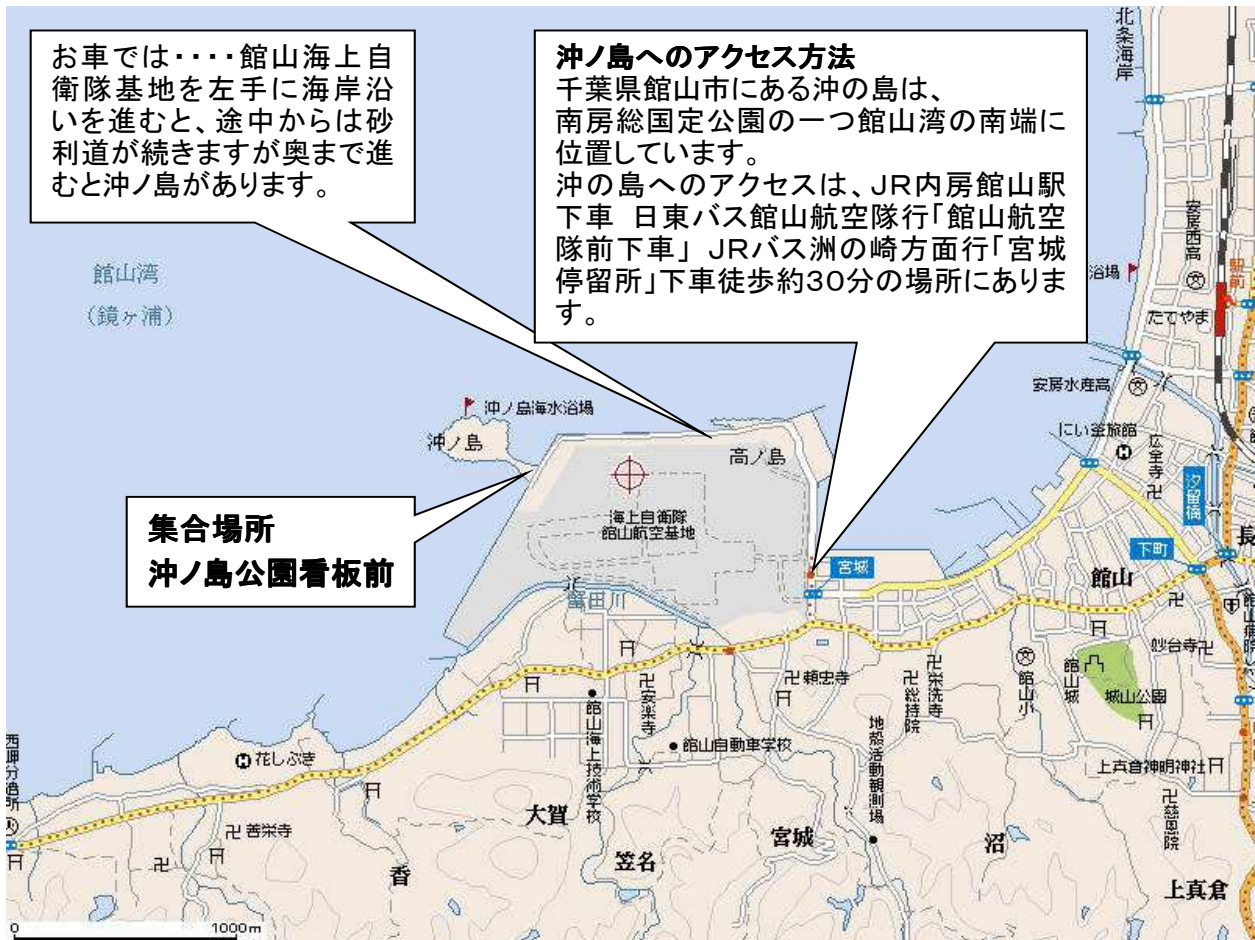 お車では・・・・館山海上自
衛隊基地を左手に海岸沿
いを進むと、途中からは砂
利道が続きますが奥まで進
むと沖ノ島があります。
沖ノ島へのアクセス方法
千葉県館山市にある沖の島は、
南房総国定公園の一つ館山湾の南端に
位置しています。
沖の島へのアクセスは、JR内房館山駅
下車 日東バス館山航空隊行「館山航空
隊前下車」 JRバス洲の崎方面行「宮城
停留所」下車徒歩約30分の場所にありま
す。
北条海岸
館山湾
(鏡ヶ浦)
安房西高
浴場
駅前
たてやま
安房水産高
沖ノ島海水浴場
沖ノ島
高ノ島
にい釜旅館
広全寺
汐留橋
集合場所
沖ノ島公園看板前
海上自衛隊
館山航空基地
宮城
下町
長
館山
蟹田川
館山病院
妙台寺
頼忠寺
栄洗寺
総持院
館山小
館山城
城山公園
安楽寺
館山海上技術学校
館山自動車学校
地殻活動観測場
上真倉神明神社
慈恩院
花しぶき
善栄寺
大賀
香
笠名
宮城
沼
上真倉
0
1000m